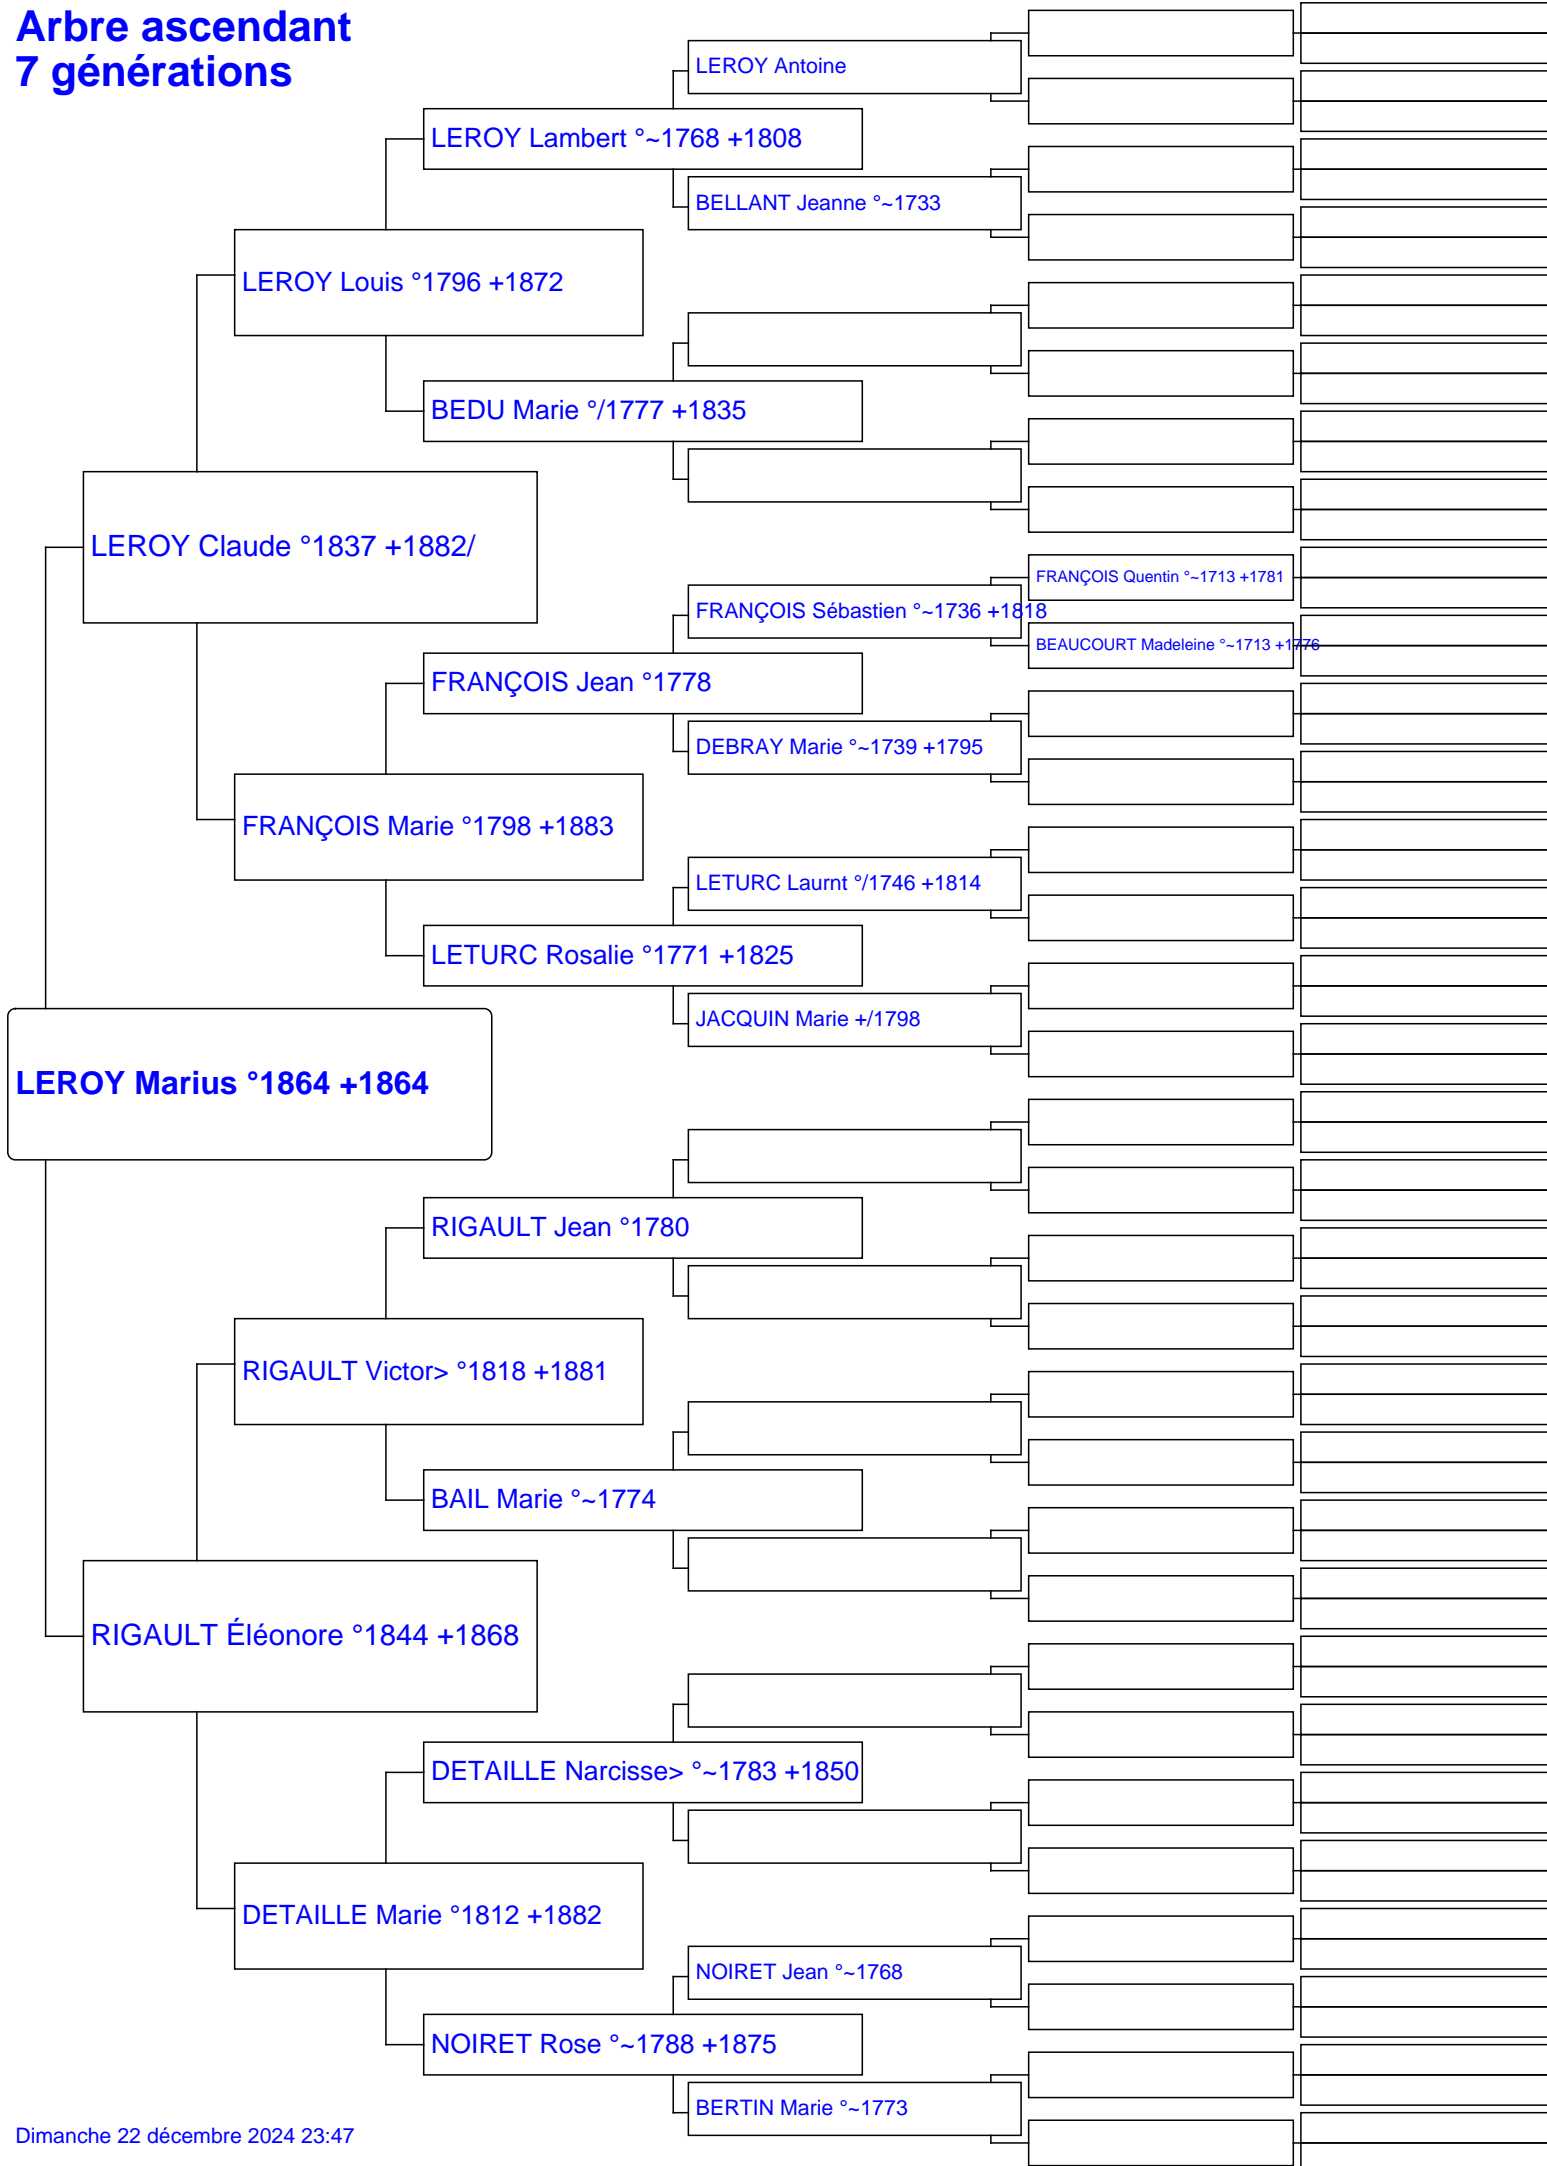 Arbre ascendant
7 générations
LEROY Antoine
LEROY Lambert °~1768 +1808
BELLANT Jeanne °~1733
LEROY Louis °1796 +1872
BEDU Marie °/1777 +1835
LEROY Claude °1837 +1882/
FRANÇOIS Quentin °~1713 +1781
FRANÇOIS Sébastien °~1736 +1818
BEAUCOURT Madeleine °~1713 +1776
FRANÇOIS Jean °1778
DEBRAY Marie °~1739 +1795
FRANÇOIS Marie °1798 +1883
LETURC Laurnt °/1746 +1814
LETURC Rosalie °1771 +1825
JACQUIN Marie +/1798
LEROY Marius °1864 +1864
RIGAULT Jean °1780
RIGAULT Victor> °1818 +1881
BAIL Marie °~1774
RIGAULT Éléonore °1844 +1868
DETAILLE Narcisse> °~1783 +1850
DETAILLE Marie °1812 +1882
NOIRET Jean °~1768
NOIRET Rose °~1788 +1875
BERTIN Marie °~1773
Dimanche 22 décembre 2024 23:47